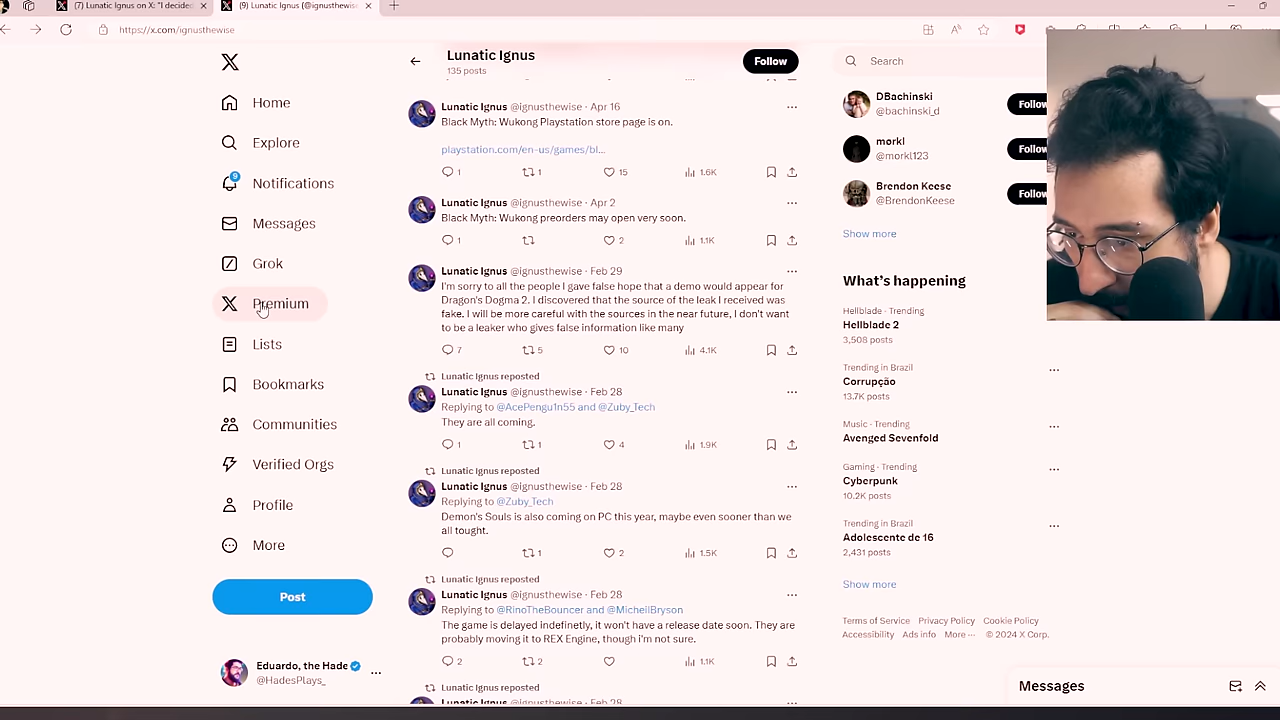 (7) Lunatic Ignus on X: "I decided
(9) Lunatic Ignus (@ignusthewise
https://x.com/ignusthewise
Home
Explore
9
Notifications
Messages
Grok
Premium
Lists
Bookmarks
Communities
Verified Orgs
Profile
More
Post
Eduardo, the Hade
@HadesPlays_
Lunatic Ignus
135 posts
Follow
Lunatic Ignus @ignusthewise · Apr 16
Black Myth: Wukong Playstation store page is on.
playstation.com/en-us/games/bl...
1 1 15 1.6K
Lunatic Ignus @ignusthewise · Apr 2
Black Myth: Wukong preorders may open very soon.
1 2 1.1K
Lunatic Ignus @ignusthewise · Feb 29
I'm sorry to all the people I gave false hope that a demo would appear for
Dragon's Dogma 2. I discovered that the source of the leak I received was
fake. I will be more careful with the sources in the near future, I don't want
to be a leaker who gives false information like many
7 5 10 4.1K
Lunatic Ignus reposted
Lunatic Ignus @ignusthewise · Feb 28
Replying to @AcePengu1n55 and @Zuby_Tech
They are all coming.
1 1 4 1.9K
Lunatic Ignus reposted
Lunatic Ignus @ignusthewise · Feb 28
Replying to @Zuby_Tech
Demon's Souls is also coming on PC this year, maybe even sooner than we
all tought.
1 2 1.5K
Lunatic Ignus reposted
Lunatic Ignus @ignusthewise · Feb 28
Replying to @RinoTheBouncer and @MichellBryson
The game is delayed indefinetly, it won't have a release date soon. They are
probably moving it to REX Engine, though i'm not sure.
2 2 1.1K
Lunatic Ignus reposted
Lunatic Ignus @ignusthewise · Feb 28
Search
DBachinski
@bachinski_d
Follow
mørkl
@morkl123
Follow
Brendon Keese
@BrendonKeese
Follow
Show more
What's happening
Hellblade · Trending
Hellblade 2
3,508 posts
Trending in Brazil
Corrupção
13.7K posts
Music · Trending
Avenged Sevenfold
Gaming · Trending
Cyberpunk
10.2K posts
Trending in Brazil
Adolescente de 16
2,431 posts
Show more
Terms of Service Privacy Policy Cookie Policy
Accessibility Ads info More ··· © 2024 X Corp.
Messages